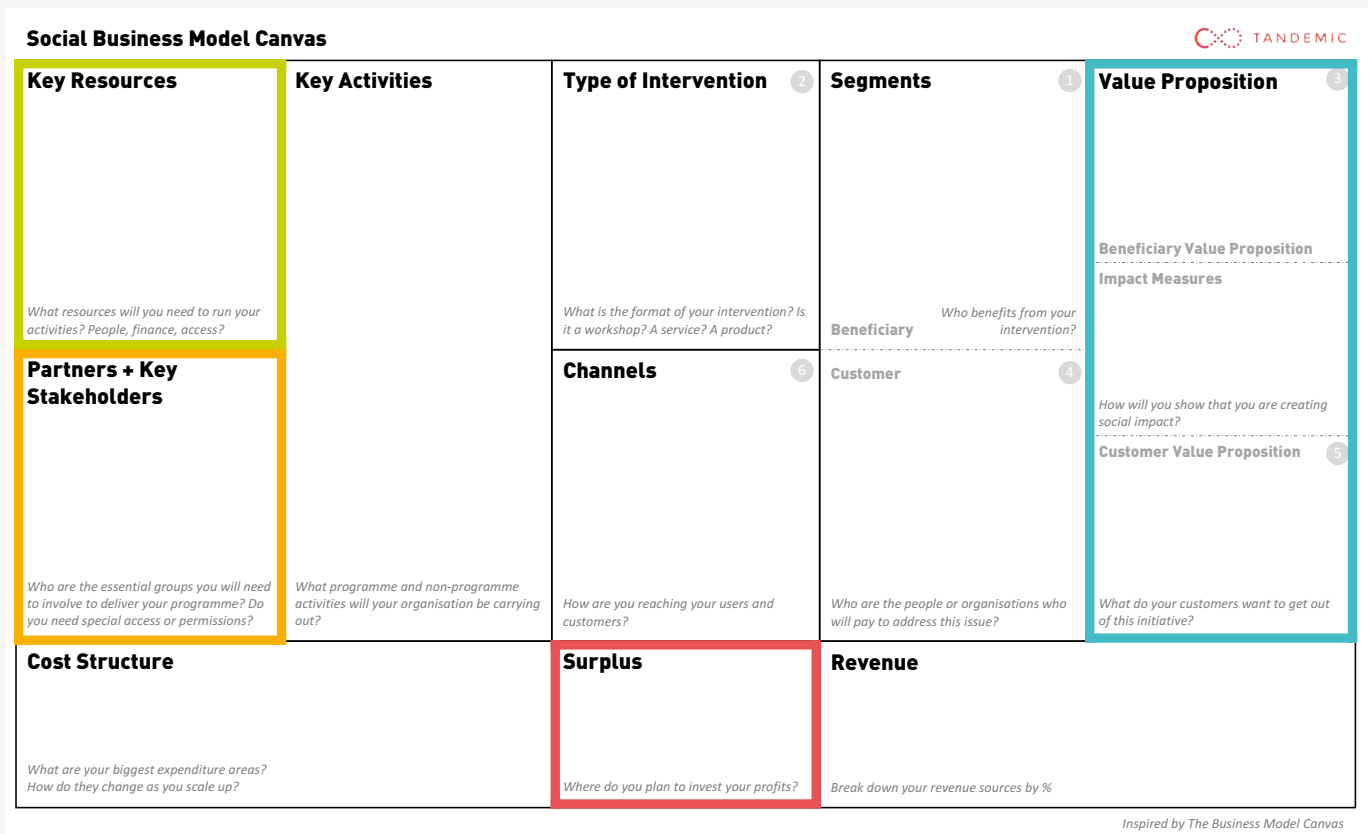 Social Business Model Canvas
TANDEMIC
Key Resources
What resources will you need to run your
activities? People, finance, access?
Partners + Key
Stakeholders
Who are the essential groups you will need
to involve to deliver your programme? Do
you need special access or permissions?
Key Activities
What programme and non-programme
activities will your organisation be carrying
out?
Type of Intervention
2
What is the format of your intervention? Is
it a workshop? A service? A product?
Channels
6
How are you reaching your users and
customers?
Segments
1
Who benefits from your
intervention?
Beneficiary
Customer
4
Who are the people or organisations who
will pay to address this issue?
Value Proposition
3
Beneficiary Value Proposition
Impact Measures
How will you show that you are creating
social impact?
Customer Value Proposition
5
What do your customers want to get out
of this initiative?
Cost Structure
What are your biggest expenditure areas?
How do they change as you scale up?
Surplus
Where do you plan to invest your profits?
Revenue
Break down your revenue sources by %
Inspired by The Business Model Canvas